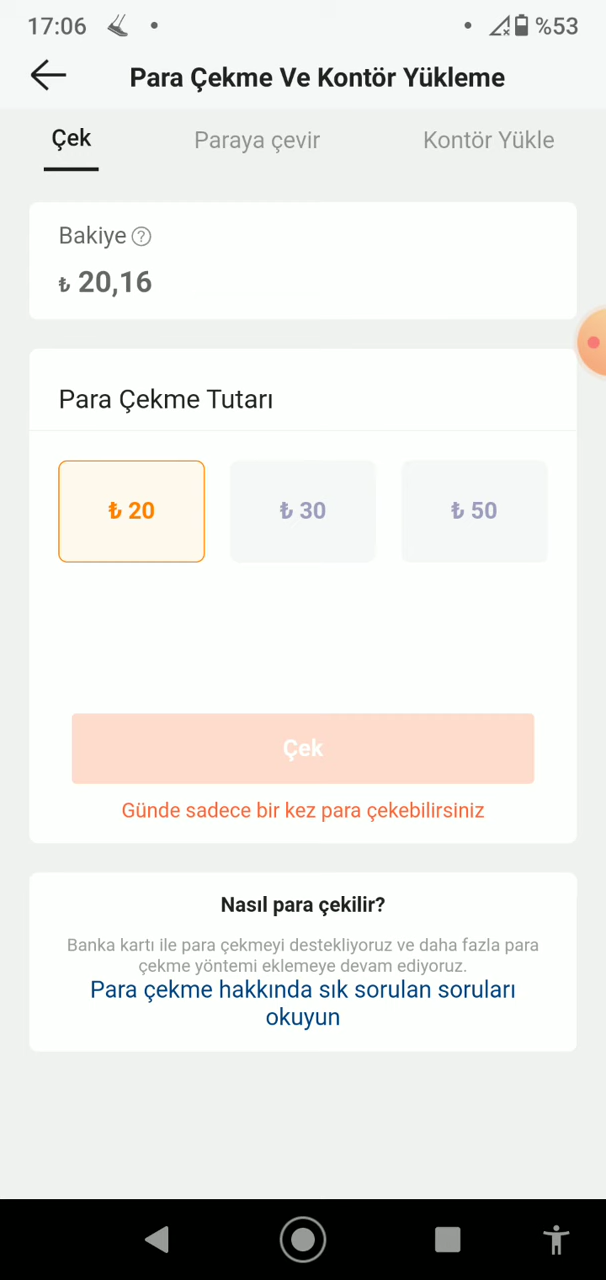 17:06
%53
Para Çekme Ve Kontör Yükleme
Çek
Paraya çevir
Kontör Yükle
Bakiye
₺ 20,16
Para Çekme Tutarı
₺ 20
₺ 30
₺ 50
Çek
Günde sadece bir kez para çekebilirsiniz
Nasıl para çekilir?
Banka kartı ile para çekmeyi destekliyoruz ve daha fazla para
çekme yöntemi eklemeye devam ediyoruz.
Para çekme hakkında sık sorulan soruları
okuyun